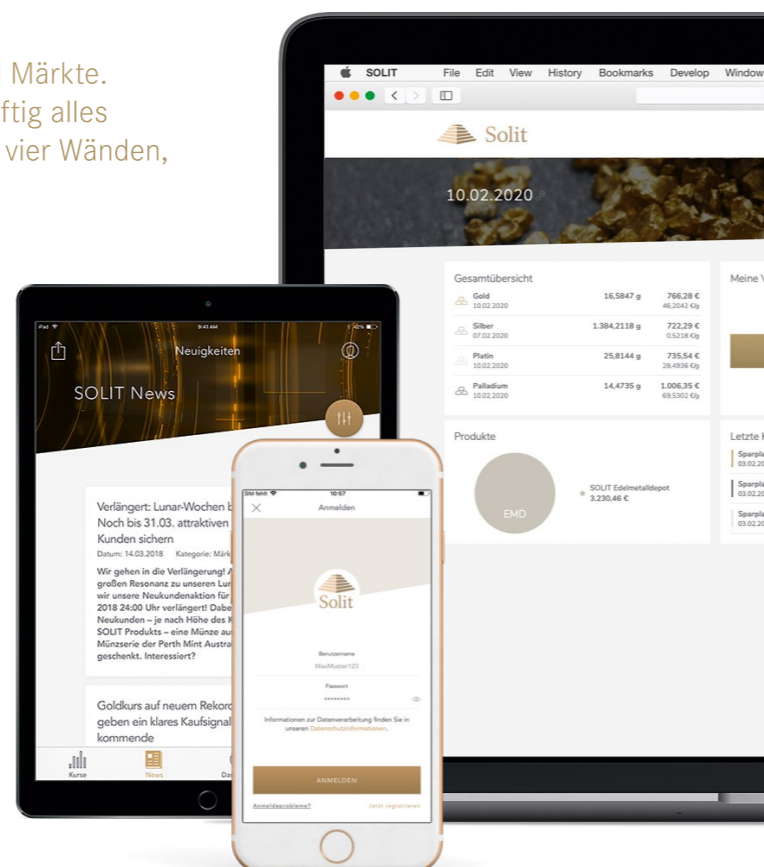 Märkte.
ftig alles
vier Wänden,
SOLIT File Edit View History Bookmarks Develop Window
Solit
10.02.2020
Gesamtübersicht
Gold 16,5847 g 766,28 €
10.02.2020 46,2042 €/g
Silber 1.384,2118 g 722,29 €
07.02.2020 0,5218 €/g
Platin 25,8144 g 735,54 €
10.02.2020 28,4936 €/g
Palladium 14,4735 g 1.006,35 €
10.02.2020 69,5302 €/g
Meine V
Produkte
EMD
SOLIT Edelmetalldepot
3.230,46 €
Letzte K
Sparpla
03.02.20
Sparpla
03.02.20
Sparpla
03.02.20
iPad 9:41 AM 42%
Neuigkeiten
SOLIT News
Verlängert: Lunar-Wochen b
Noch bis 31.03. attraktiven
Kunden sichern
Datum: 14.03.2018 Kategorie: Märk
Wir gehen in die Verlängerung! A
großen Resonanz zu unseren Lun
wir unsere Neukundenaktion für
2018 24:00 Uhr verlängert! Dabe
Neukunden – je nach Höhe des K
SOLIT Produkts – eine Münze au
Münzserie der Perth Mint Austra
geschenkt. Interessiert?
Goldkurs auf neuem Rekord
geben ein klares Kaufsignal
kommende
Kurse News Das
SIM fehlt 10:57
Anmelden
Solit
Benutzername
MaxMuster123
Passwort
••••••••
Informationen zur Datenverarbeitung finden Sie in
unseren Datenschutzinformationen.
ANMELDEN
Anmeldeprobleme? Jetzt registrieren